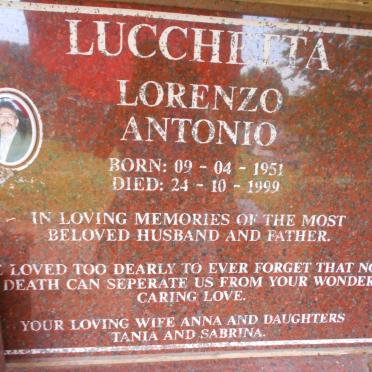 LUCCHETTA
LORENZO
ANTONIO
BORN: 09 - 04 - 1951
DIED: 24 - 10 - 1999
IN LOVING MEMORIES OF THE MOST
BELOVED HUSBAND AND FATHER.
LOVED TOO DEARLY TO EVER FORGET THAT
DEATH CAN SEPERATE US FROM YOUR
CARING LOVE.
YOUR LOVING WIFE ANNA AND DAUGHTERS
TANIA AND SABRINA.